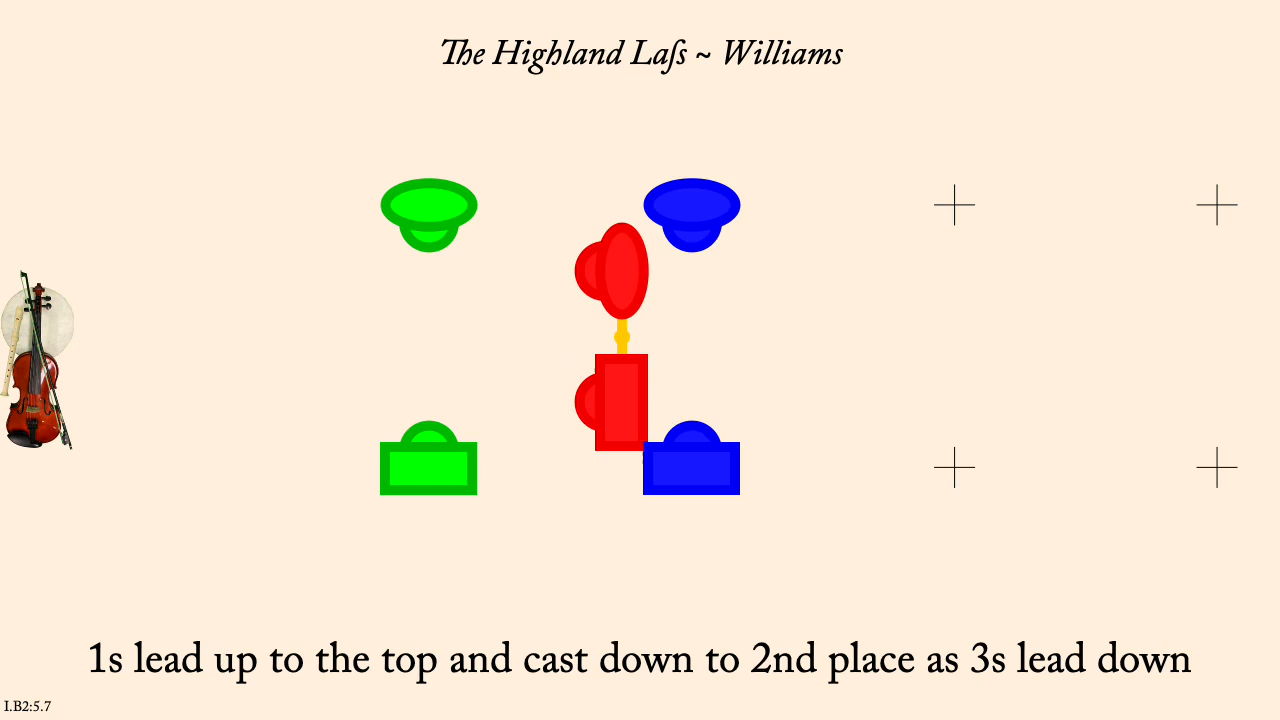 The Highland Laſs ~ Williams
1s lead up to the top and cast down to 2nd place as 3s lead down
I.B2:5.7